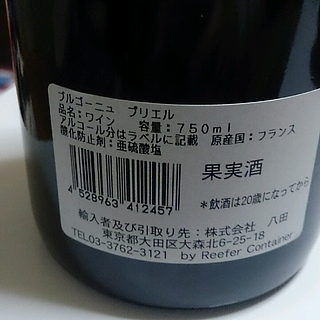 ブルゴーニュ ブリエル
品名:ワイン 容量:750ml
アルコール分はラベルに記載 原産国:フランス
酸化防止剤:亜硫酸塩
果実酒
4 528963 412457
*飲酒は20歳になってから
輸入者及び引取り先:株式会社 八田
東京都大田区大森北6-25-18
TEL03-3762-3121 by Reefer Container